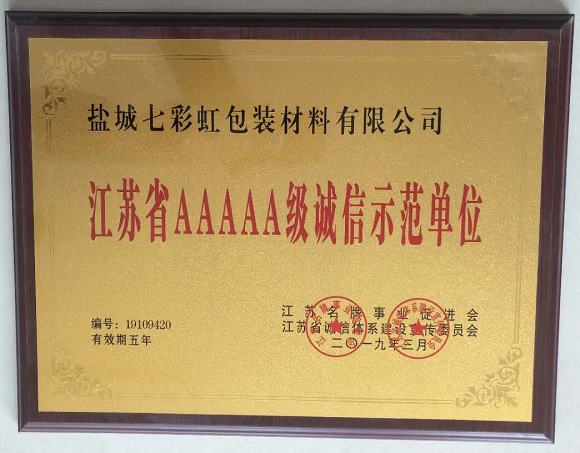 盐城七彩虹包装材料有限公司
江苏省AAAAA级诚信示范单位
编号：19109420
有效期五年
江苏名牌事业促进会
江苏省诚信体系建设宣传委员会
二〇一九年三月